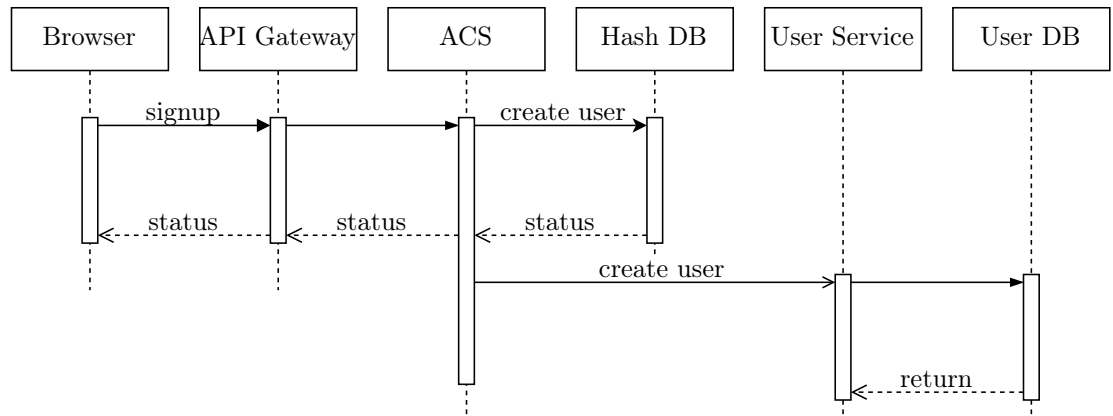 Browser
API Gateway
ACS
Hash DB
User Service
User DB
signup
create user
status
status
status
create user
return